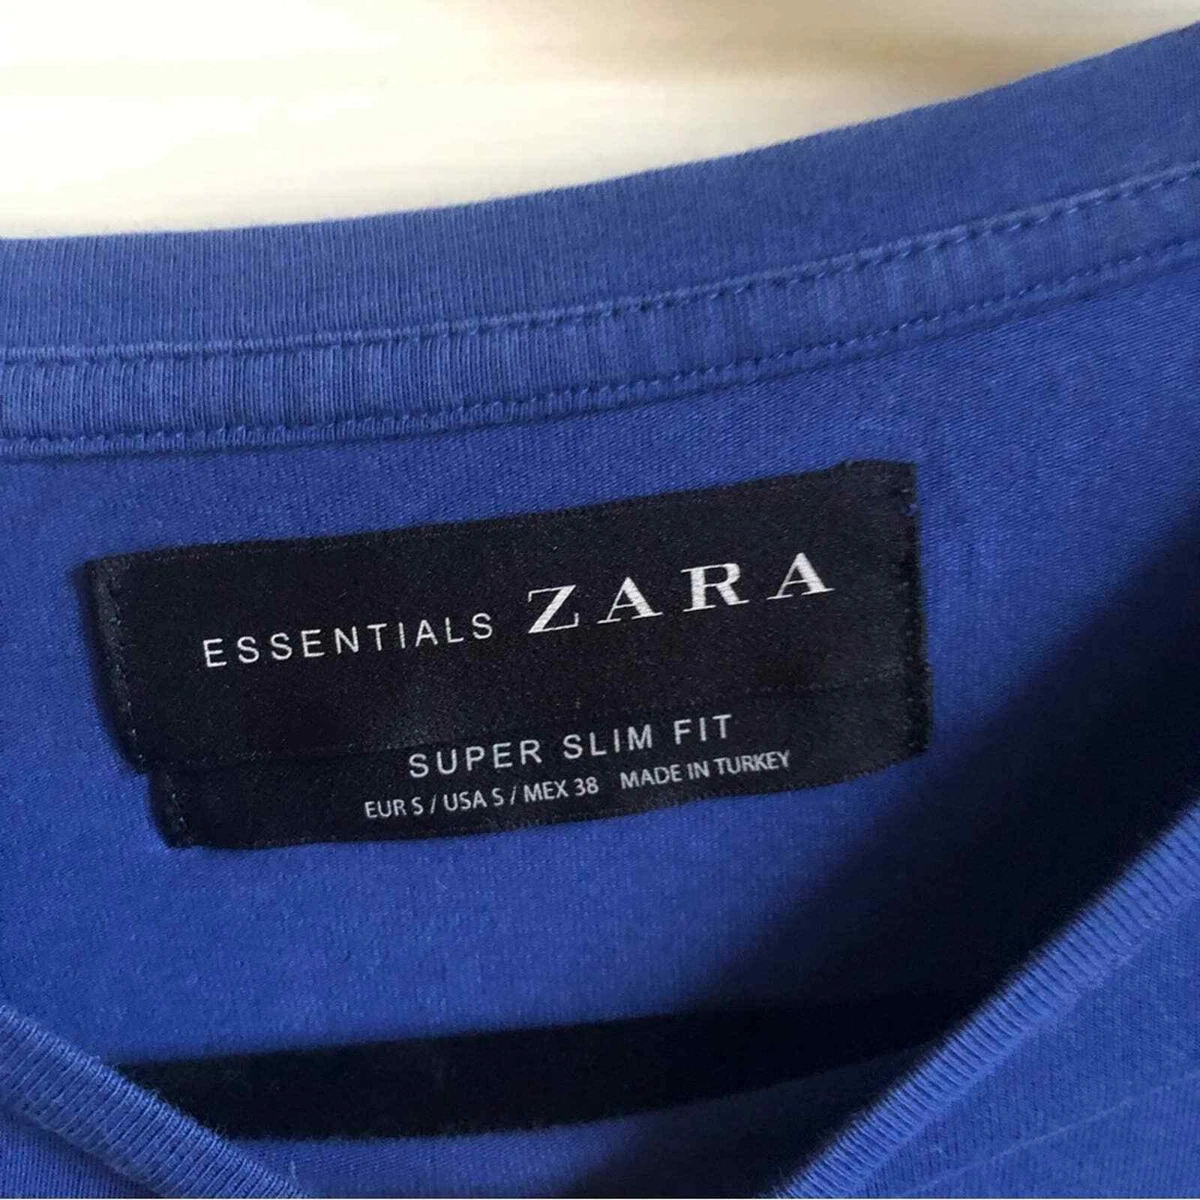 ESSENTIALS ZARA
SUPER SLIM FIT
EUR S / USA S / MEX 38 MADE IN TURKEY